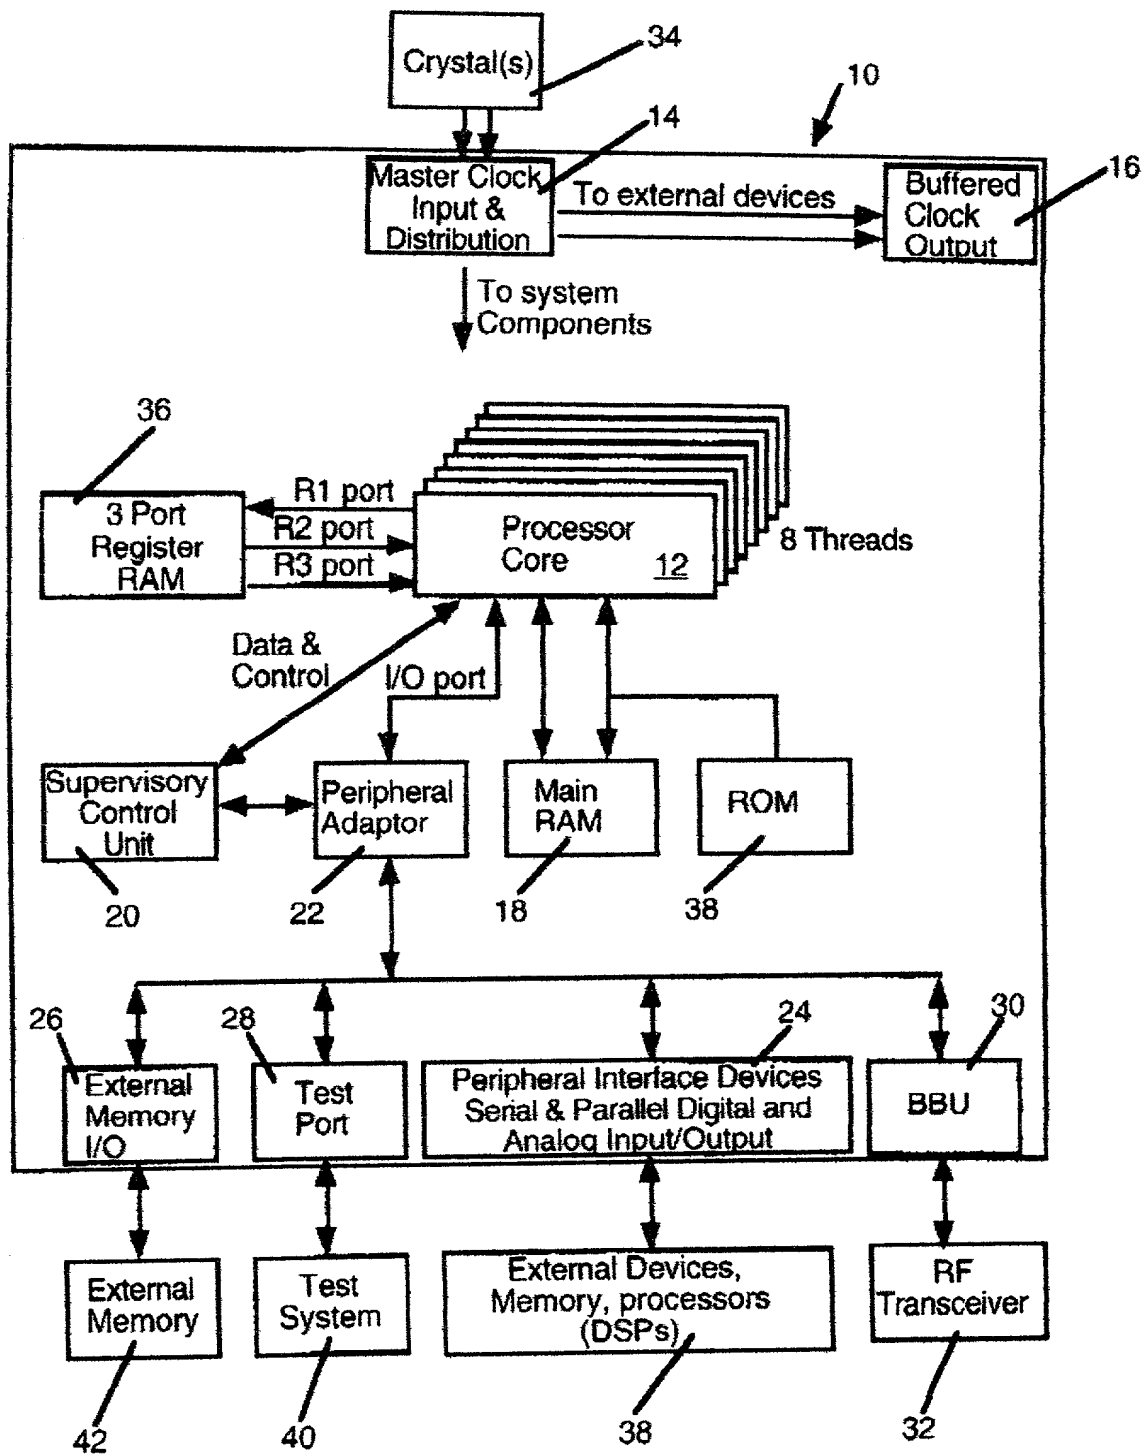 34
Crystal(s)
10
14
16
Master Clock
Input &
Distribution
To external devices
Buffered
Clock
Output
To system
Components
36
R1 port
3 Port
Register
RAM
R2 port
R3 port
Processor
Core
12
8 Threads
Data &
Control
I/O port
Supervisory
Control
Unit
Peripheral
Adaptor
Main
RAM
ROM
20
22
18
38
26
28
24
30
External
Memory
I/O
Test
Port
Peripheral Interface Devices
Serial & Parallel Digital and
Analog Input/Output
BBU
External
Memory
Test
System
External Devices,
Memory, processors
(DSPs)
RF
Transceiver
42
40
38
32